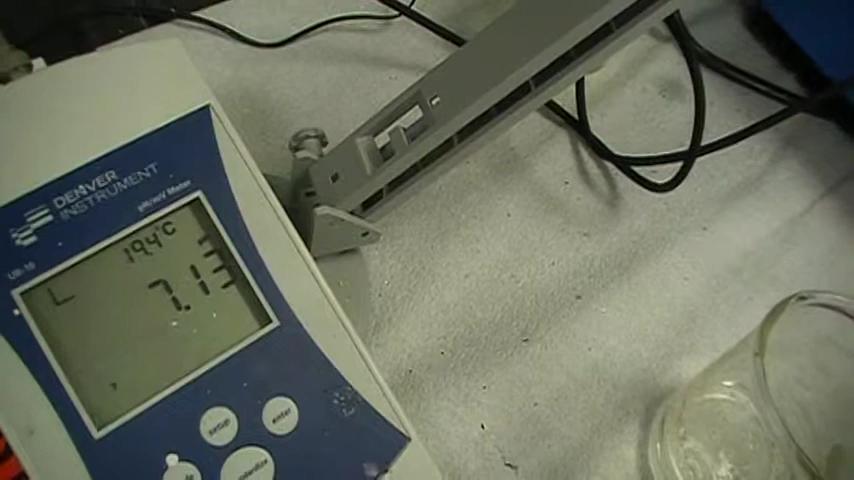 DENVER
INSTRUMENT
UB-10
pH/mV Meter
19.4°C
L
7.13
setup
enter